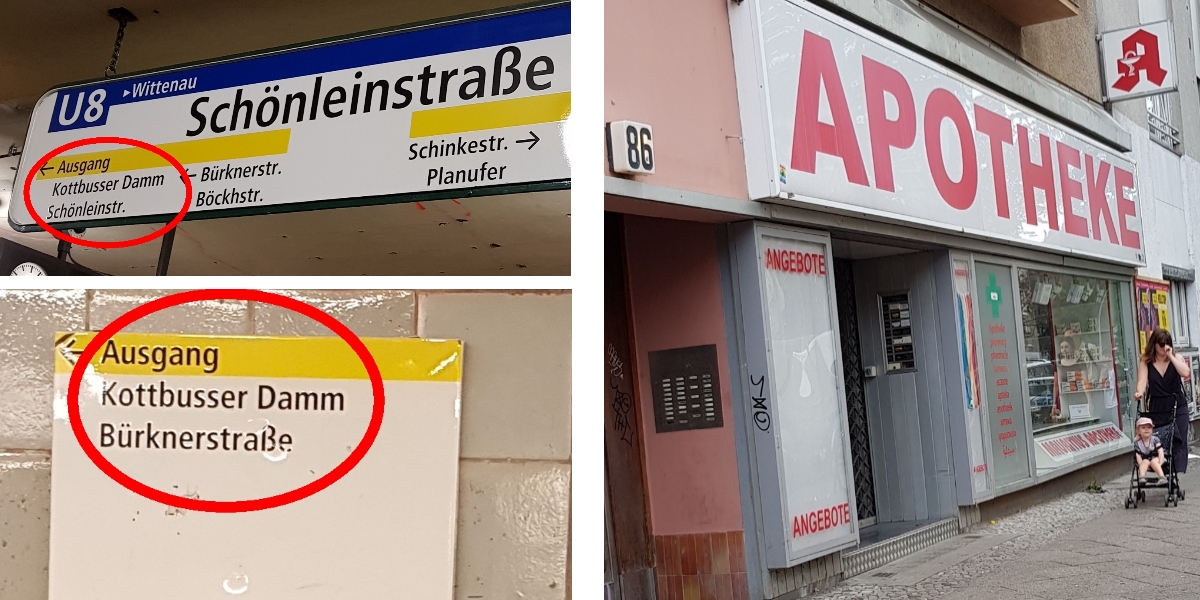 U8 ▸Wittenau
Schönleinstraße
← Ausgang
Kottbusser Damm
Schönleinstr.
← Bürknerstr.
Böckhstr.
Schinkestr. →
Planufer
← Ausgang
Kottbusser Damm
Bürknerstraße
86
APOTHEKE
A
ANGEBOTE
ANGEBOTE